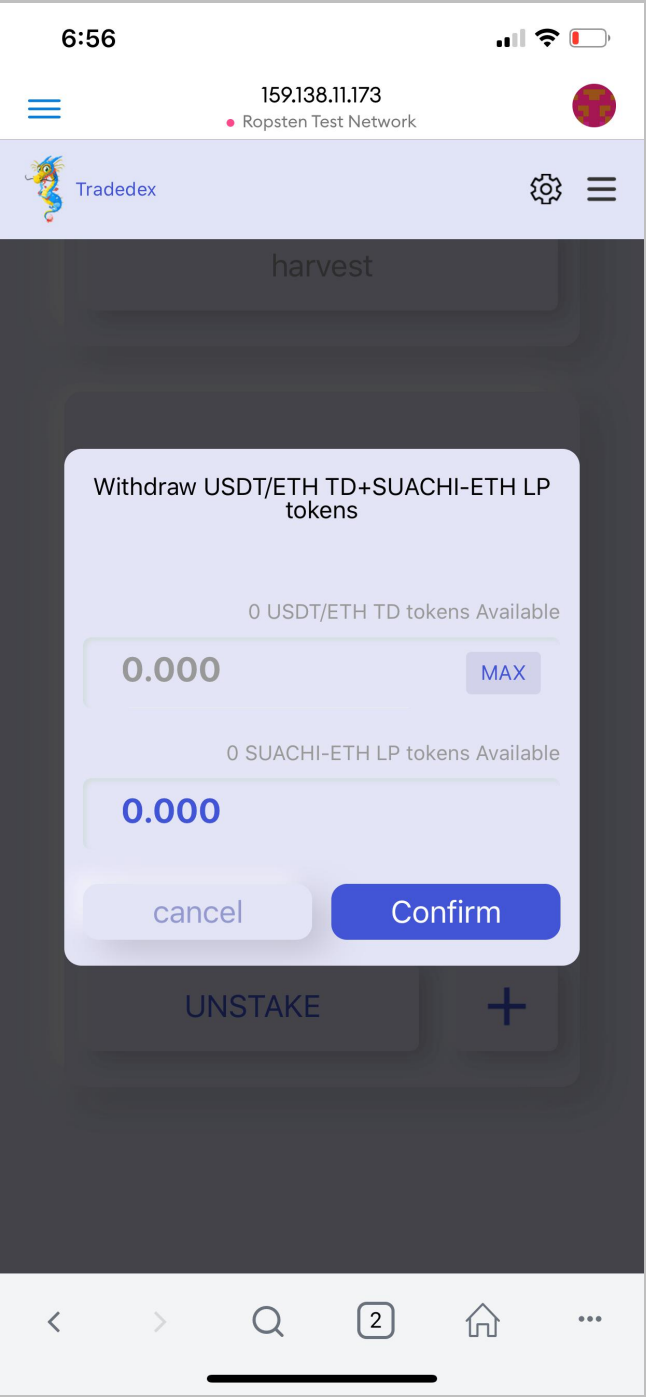 6:56
159.138.11.173
Ropsten Test Network
Tradedex
harvest
Withdraw USDT/ETH TD+SUACHI-ETH LP
tokens
0 USDT/ETH TD tokens Available
0.000
MAX
0 SUACHI-ETH LP tokens Available
0.000
cancel
Confirm
UNSTAKE
+
2